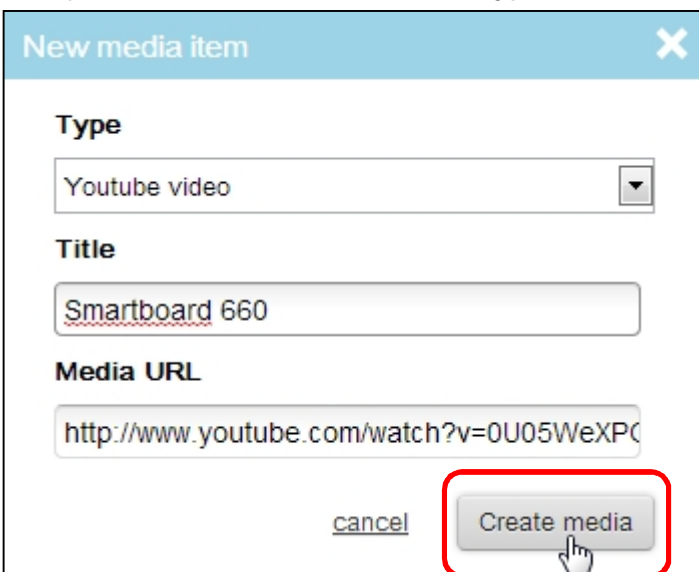 New media item
Type
Youtube video
Title
Smartboard 660
Media URL
http://www.youtube.com/watch?v=0U05WeXP
cancel
Create media